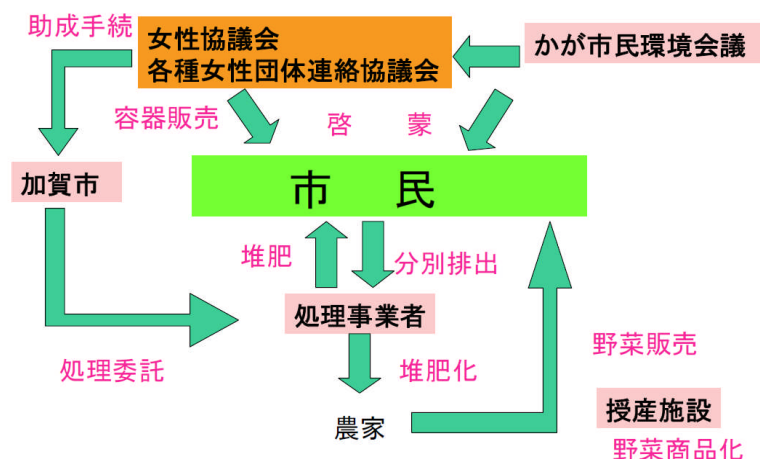 助成手続
女性協議会
各種女性団体連絡協議会
かが市民環境会議
容器販売
啓 蒙
加賀市
市 民
堆肥
分別排出
処理事業者
処理委託
堆肥化
野菜販売
農家
授産施設
野菜商品化